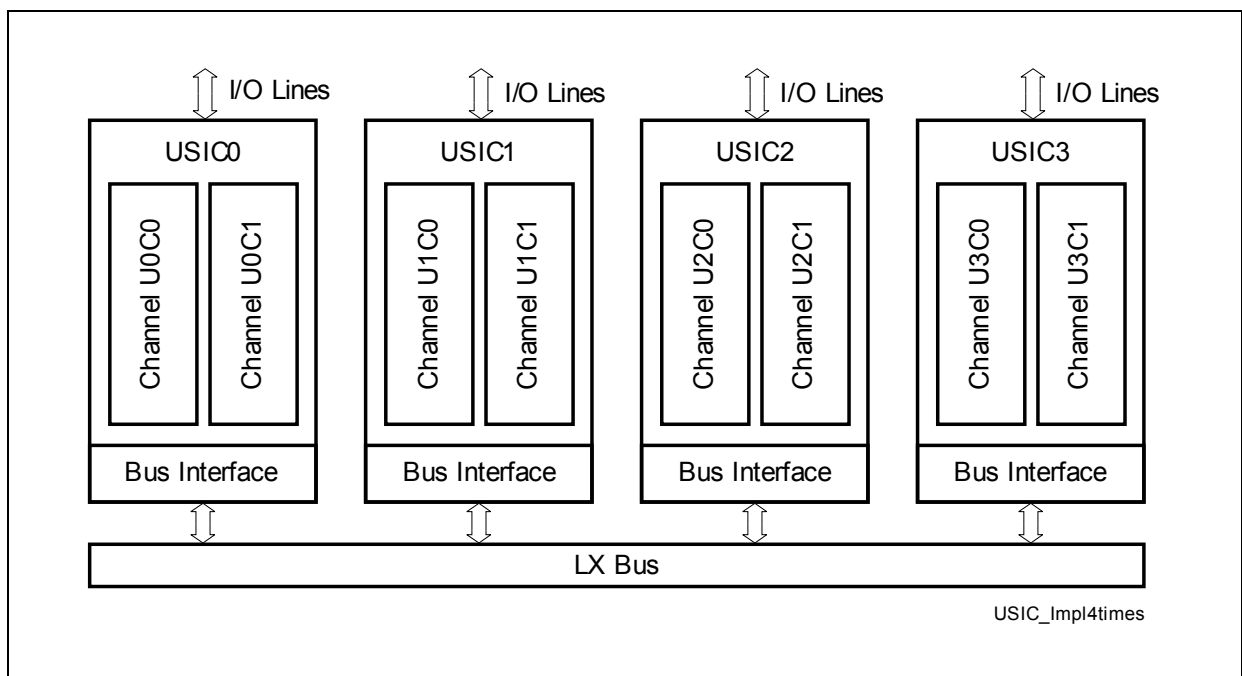 I/O Lines
I/O Lines
I/O Lines
I/O Lines
USIC0
USIC1
USIC2
USIC3
Channel U0C0
Channel U0C1
Channel U1C0
Channel U1C1
Channel U2C0
Channel U2C1
Channel U3C0
Channel U3C1
Bus Interface
Bus Interface
Bus Interface
Bus Interface
LX Bus
USIC_Impl4times